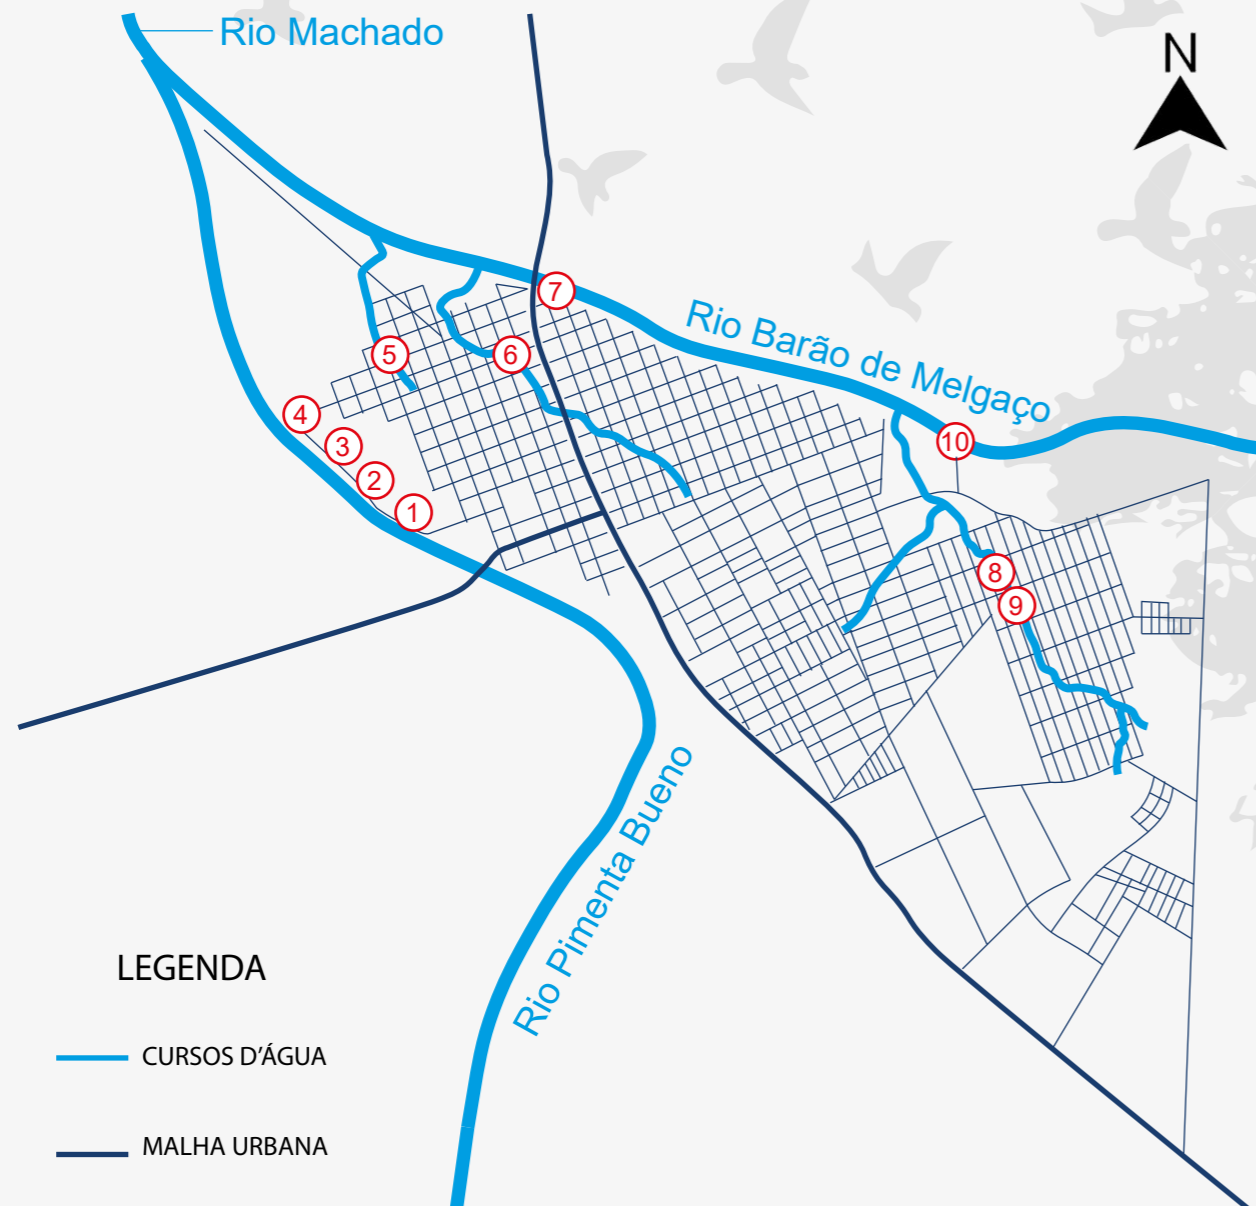 Rio Machado
N
7
Rio Barão de Melgaço
5
6
4
3
10
2
1
8
9
Rio Pimenta Bueno
LEGENDA
CURSOS D'ÁGUA
MALHA URBANA